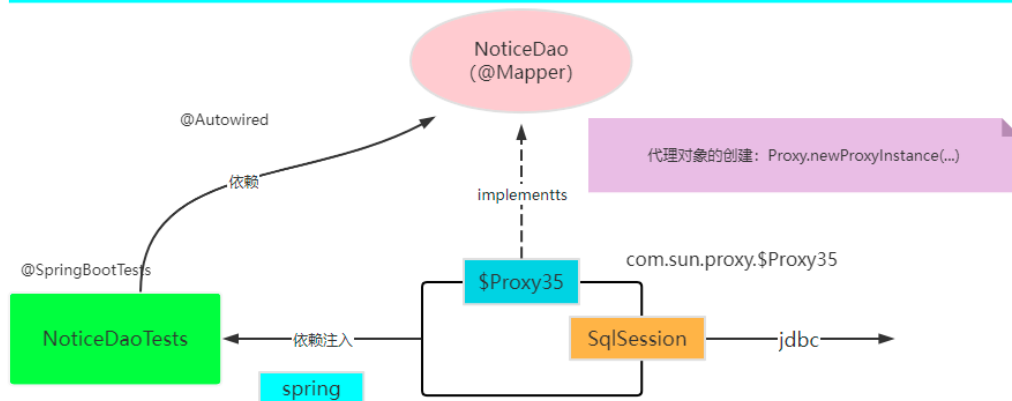 NoticeDao
(@Mapper)
@Autowired
代理对象的创建：Proxy.newProxyInstance(...)
依赖
implementts
@SpringBootTests
com.sun.proxy.$Proxy35
$Proxy35
NoticeDaoTests
依赖注入
SqlSession
jdbc
spring